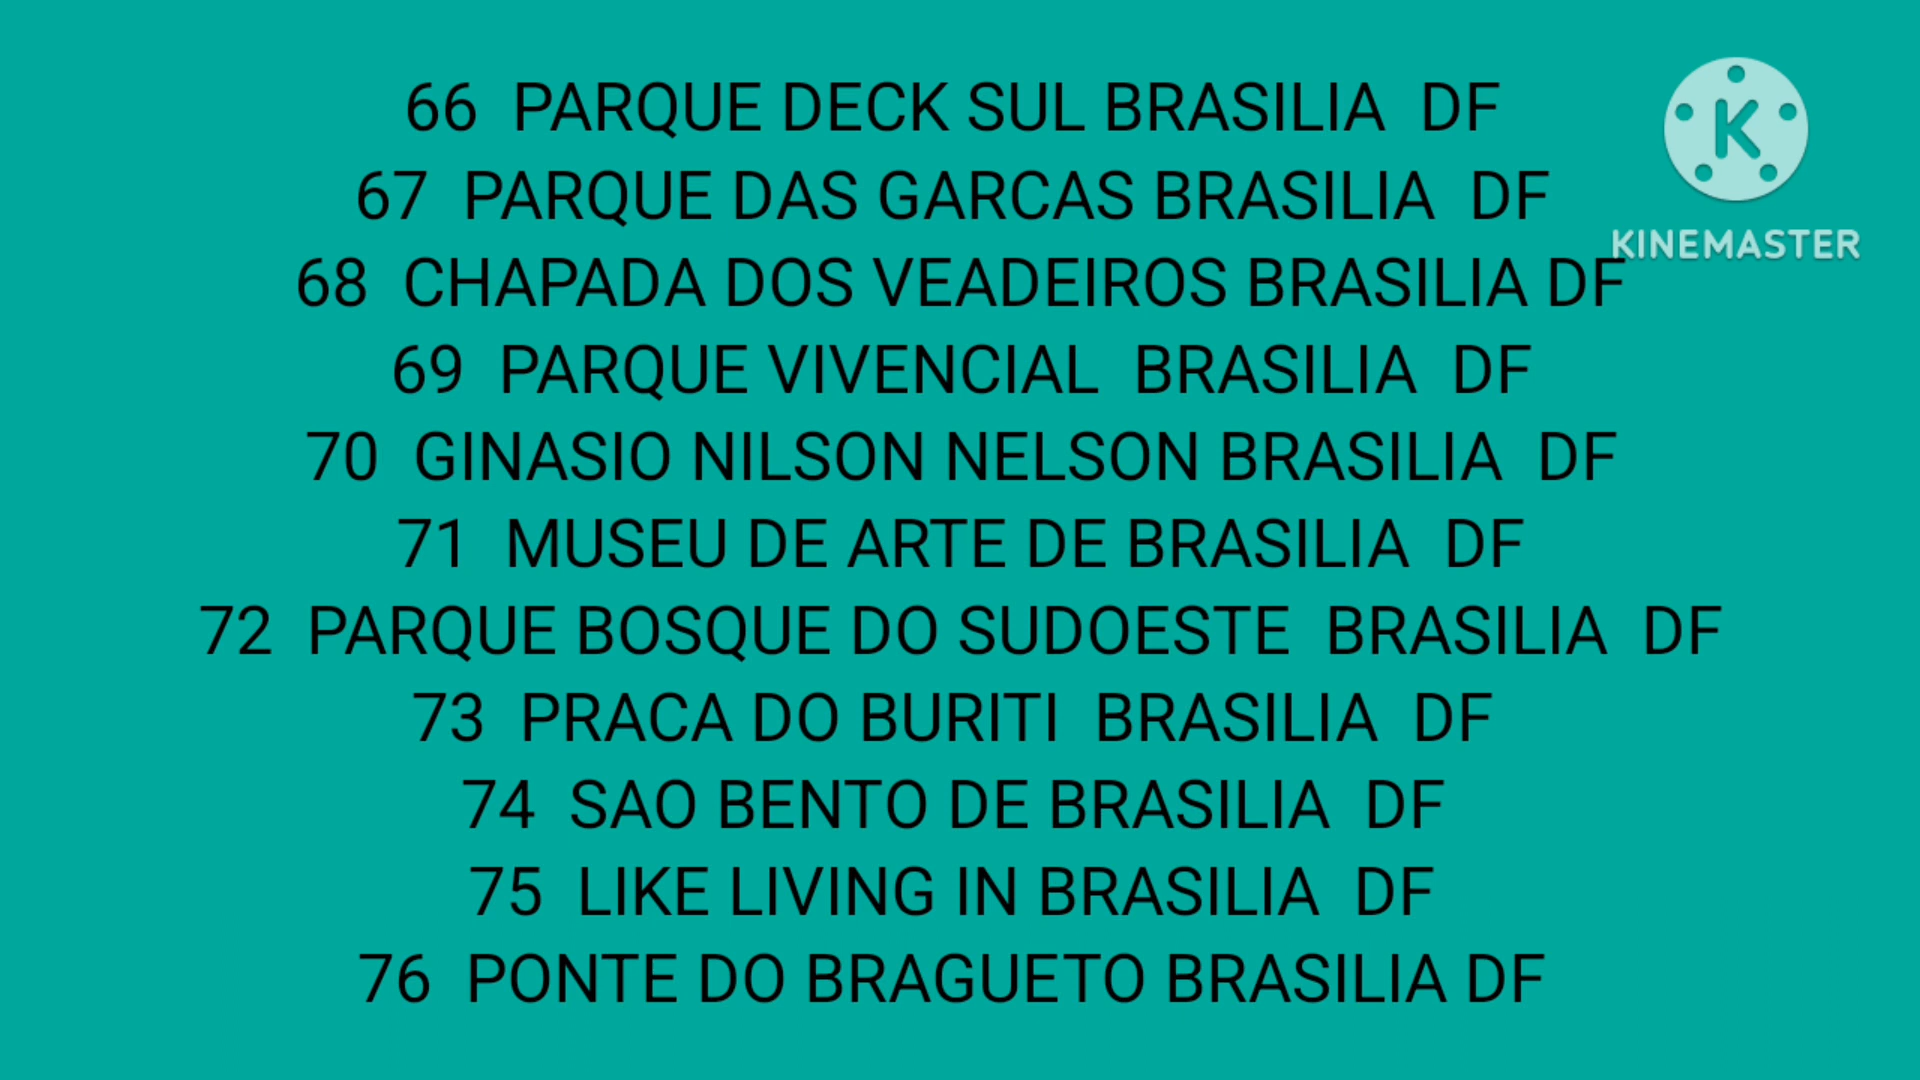 66  PARQUE DECK SUL BRASILIA  DF
67  PARQUE DAS GARCAS BRASILIA  DF
68  CHAPADA DOS VEADEIROS BRASILIA DF
69  PARQUE VIVENCIAL  BRASILIA  DF
70  GINASIO NILSON NELSON BRASILIA  DF
71  MUSEU DE ARTE DE BRASILIA  DF
72  PARQUE BOSQUE DO SUDOESTE  BRASILIA  DF
73  PRACA DO BURITI  BRASILIA  DF
74  SAO BENTO DE BRASILIA  DF
75  LIKE LIVING IN BRASILIA  DF
76  PONTE DO BRAGUETO BRASILIA DF
K
KINEMASTER